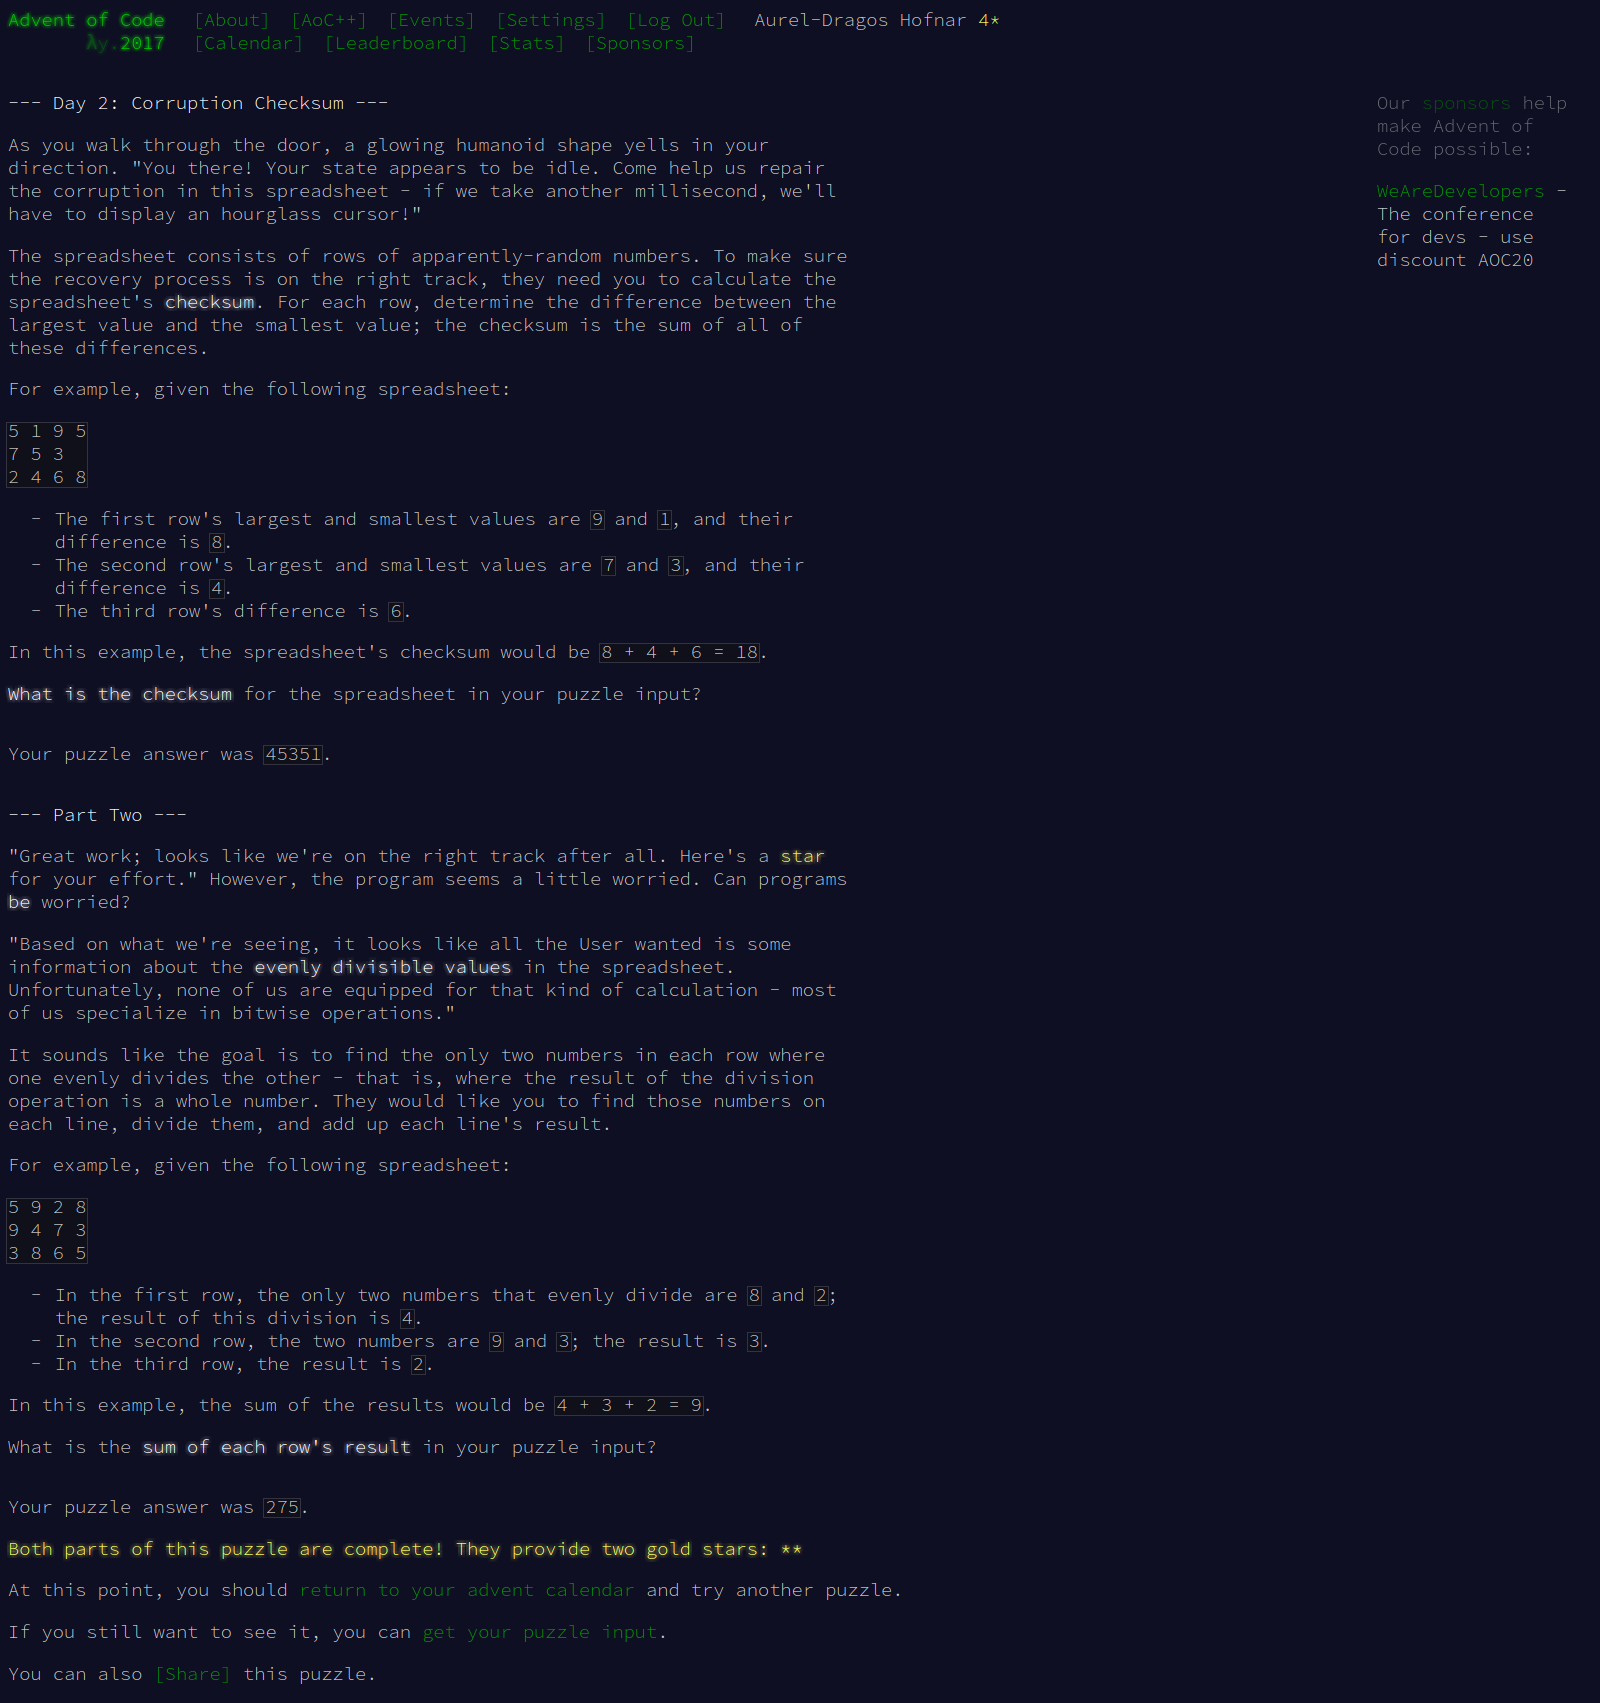 Advent of Code [About] [AoC++] [Events] [Settings] [Log Out] Aurel-Dragos Hofnar 4*
λy.2017 [Calendar] [Leaderboard] [Stats] [Sponsors]
--- Day 2: Corruption Checksum ---
As you walk through the door, a glowing humanoid shape yells in your
direction. "You there! Your state appears to be idle. Come help us repair
the corruption in this spreadsheet - if we take another millisecond, we'll
have to display an hourglass cursor!"
The spreadsheet consists of rows of apparently-random numbers. To make sure
the recovery process is on the right track, they need you to calculate the
spreadsheet's checksum. For each row, determine the difference between the
largest value and the smallest value; the checksum is the sum of all of
these differences.
For example, given the following spreadsheet:
5 1 9 5
7 5 3
2 4 6 8
- The first row's largest and smallest values are 9 and 1, and their
difference is 8.
- The second row's largest and smallest values are 7 and 3, and their
difference is 4.
- The third row's difference is 6.
In this example, the spreadsheet's checksum would be 8 + 4 + 6 = 18.
What is the checksum for the spreadsheet in your puzzle input?
Your puzzle answer was 45351.
--- Part Two ---
"Great work; looks like we're on the right track after all. Here's a star
for your effort." However, the program seems a little worried. Can programs
be worried?
"Based on what we're seeing, it looks like all the User wanted is some
information about the evenly divisible values in the spreadsheet.
Unfortunately, none of us are equipped for that kind of calculation - most
of us specialize in bitwise operations."
It sounds like the goal is to find the only two numbers in each row where
one evenly divides the other - that is, where the result of the division
operation is a whole number. They would like you to find those numbers on
each line, divide them, and add up each line's result.
For example, given the following spreadsheet:
5 9 2 8
9 4 7 3
3 8 6 5
- In the first row, the only two numbers that evenly divide are 8 and 2;
the result of this division is 4.
- In the second row, the two numbers are 9 and 3; the result is 3.
- In the third row, the result is 2.
In this example, the sum of the results would be 4 + 3 + 2 = 9.
What is the sum of each row's result in your puzzle input?
Your puzzle answer was 275.
Both parts of this puzzle are complete! They provide two gold stars: **
At this point, you should return to your advent calendar and try another puzzle.
If you still want to see it, you can get your puzzle input.
You can also [Share] this puzzle.
Our sponsors help
make Advent of
Code possible:
WeAreDevelopers -
The conference
for devs - use
discount AOC20